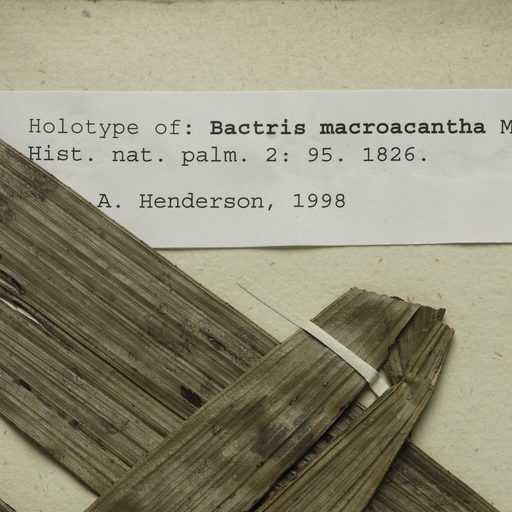 Holotype of: Bactris macroacantha M
Hist. nat. palm. 2: 95. 1826.
A. Henderson, 1998